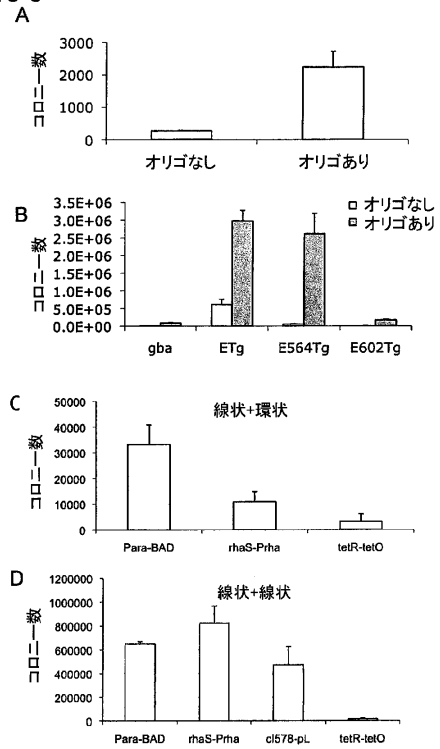 A
コロニー数
3000
2000
1000
0
オリゴなし
オリゴあり
B
コロニー数
3.5E+06
3.0E+06
2.5E+06
2.0E+06
1.5E+06
1.0E+06
5.0E+05
0.0E+00
オリゴなし
オリゴあり
gba
ETg
E564Tg
E602Tg
C
コロニー数
50000
40000
30000
20000
10000
0
線状+環状
Para-BAD
rhaS-Prha
tetR-tetO
D
コロニー数
1200000
1000000
800000
600000
400000
200000
0
線状+線状
Para-BAD
rhaS-Prha
cI578-pL
tetR-tetO